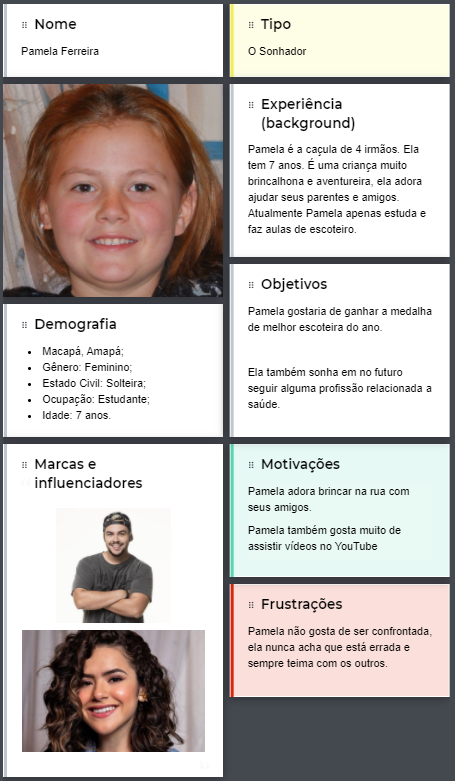 Nome
Pamela Ferreira
Tipo
O Sonhador
Experiência
(background)
Pamela é a caçula de 4 irmãos. Ela
tem 7 anos. É uma criança muito
brincalhona e aventureira, ela adora
ajudar seus parentes e amigos.
Atualmente Pamela apenas estuda e
faz aulas de escoteiro.
Demografia
Macapá, Amapá;
Gênero: Feminino;
Estado Civil: Solteira;
Ocupação: Estudante;
Idade: 7 anos.
Objetivos
Pamela gostaria de ganhar a medalha
de melhor escoteira do ano.
Ela também sonha em no futuro
seguir alguma profissão relacionada a
saúde.
Marcas e
influenciadores
Motivações
Pamela adora brincar na rua com
seus amigos.
Pamela também gosta muito de
assistir vídeos no YouTube
Frustrações
Pamela não gosta de ser confrontada,
ela nunca acha que está errada e
sempre teima com os outros.